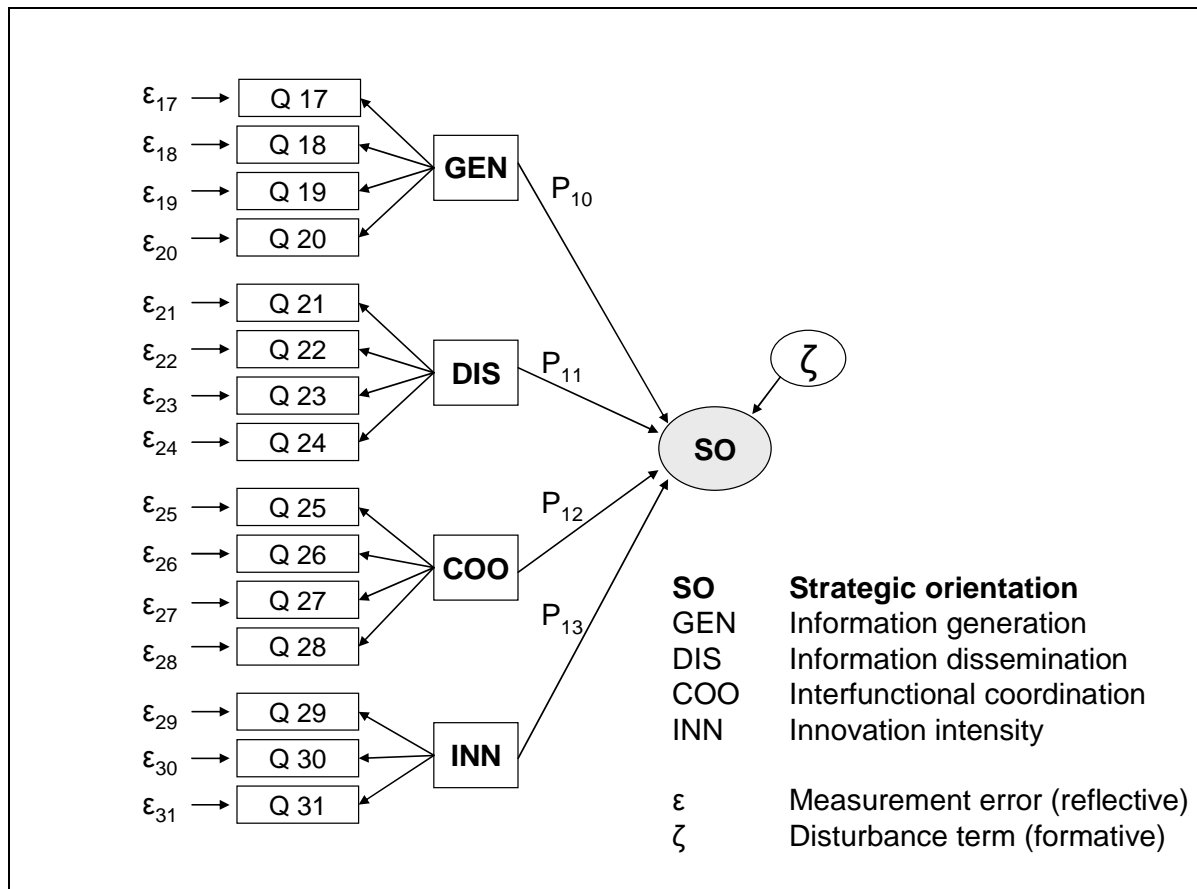 ε17 Q 17
ε18 Q 18
ε19 Q 19
ε20 Q 20
GEN
P10
ε21 Q 21
ε22 Q 22
ε23 Q 23
ε24 Q 24
DIS
P11
ζ
SO
ε25 Q 25
ε26 Q 26
ε27 Q 27
ε28 Q 28
COO
P12
P13
ε29 Q 29
ε30 Q 30
ε31 Q 31
INN
SO Strategic orientation
GEN Information generation
DIS Information dissemination
COO Interfunctional coordination
INN Innovation intensity
ε Measurement error (reflective)
ζ Disturbance term (formative)